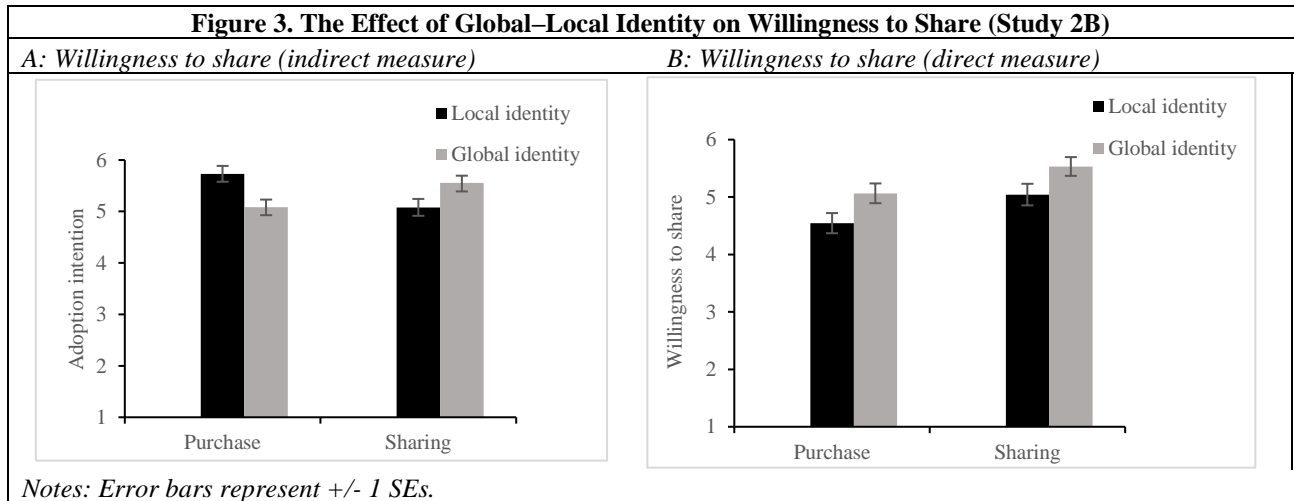 Figure 3. The Effect of Global–Local Identity on Willingness to Share (Study 2B)
A: Willingness to share (indirect measure)
B: Willingness to share (direct measure)
Local identity
Global identity
Adoption intention
6
5
4
3
2
1
Purchase
Sharing
Local identity
Global identity
Willingness to share
6
5
4
3
2
1
Purchase
Sharing
Notes: Error bars represent +/- 1 SEs.